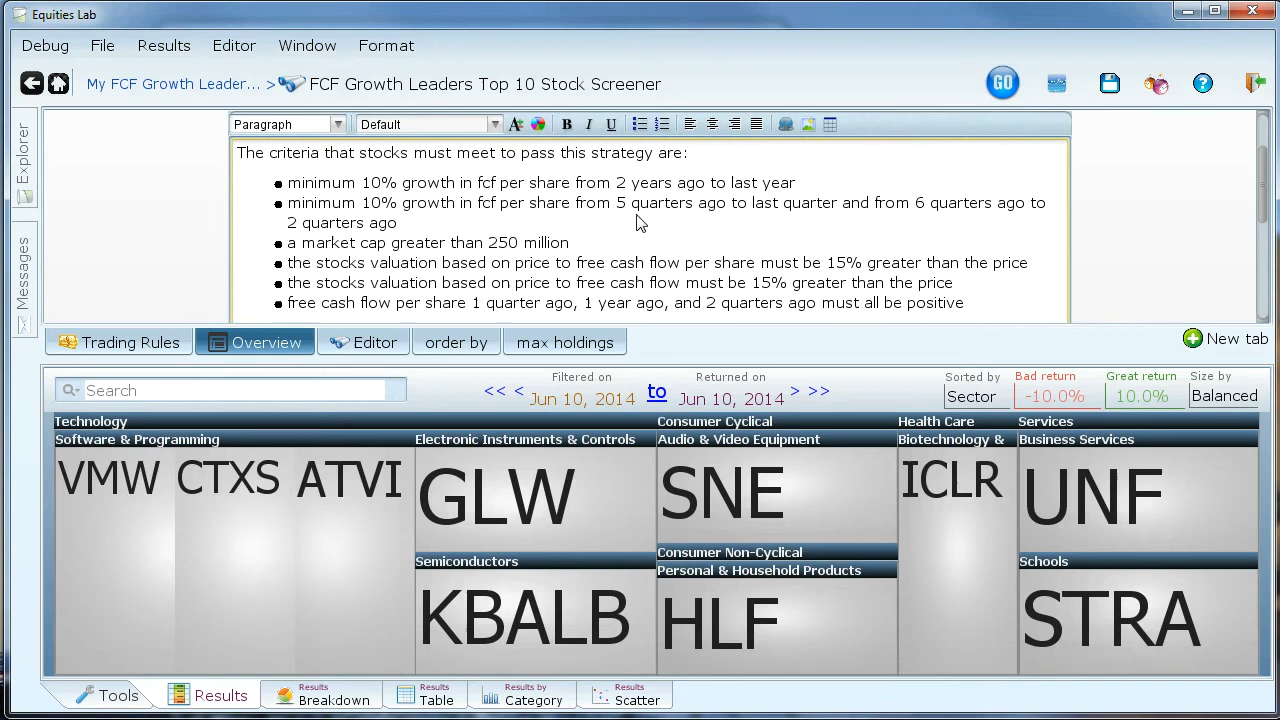 Equities Lab
Debug File Results Editor Window Format
My FCF Growth Leader... > FCF Growth Leaders Top 10 Stock Screener
GO
Explorer
Messages
Paragraph Default A B I U
The criteria that stocks must meet to pass this strategy are:
minimum 10% growth in fcf per share from 2 years ago to last year
minimum 10% growth in fcf per share from 5 quarters ago to last quarter and from 6 quarters ago to
2 quarters ago
a market cap greater than 250 million
the stocks valuation based on price to free cash flow per share must be 15% greater than the price
the stocks valuation based on price to free cash flow must be 15% greater than the price
free cash flow per share 1 quarter ago, 1 year ago, and 2 quarters ago must all be positive
Trading Rules Overview Editor order by max holdings New tab
Search
Filtered on Returned on Sorted by Bad return Great return Size by
<< < Jun 10, 2014 to Jun 10, 2014 > >> Sector -10.0% 10.0% Balanced
Technology Consumer Cyclical Health Care Services
Software & Programming Electronic Instruments & Controls Audio & Video Equipment Biotechnology & Business Services
VMW CTXS ATVI GLW SNE ICLR UNF
Consumer Non-Cyclical
Semiconductors Personal & Household Products Schools
KBALB HLF STRA
Tools Results
Results Breakdown
Results Table
Results by Category
Results Scatter